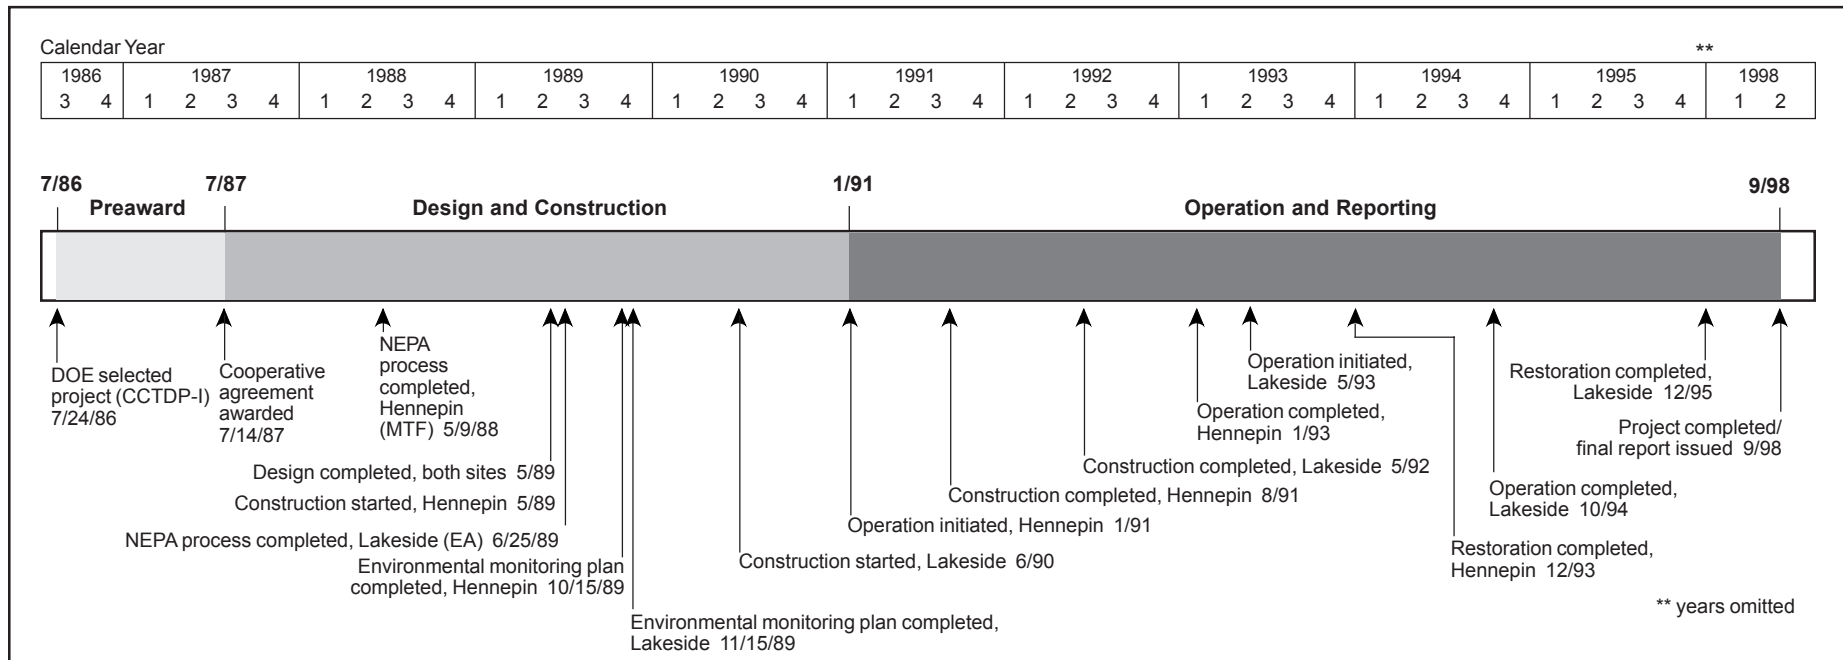 Calendar Year
**
1986 1987 1988 1989 1990 1991 1992 1993 1994 1995 1998
3 4 1 2 3 4 1 2 3 4 1 2 3 4 1 2 3 4 1 2 3 4 1 2 3 4 1 2 3 4 1 2 3 4 1 2 3 4 1 2
7/86 7/87 1/91 9/98
Preaward Design and Construction Operation and Reporting
DOE selected
project (CCTDP-I)
7/24/86
Cooperative
agreement
awarded
7/14/87
NEPA
process
completed,
Hennepin
(MTF) 5/9/88
Design completed, both sites 5/89
Construction started, Hennepin 5/89
NEPA process completed, Lakeside (EA) 6/25/89
Environmental monitoring plan
completed, Hennepin 10/15/89
Environmental monitoring plan completed,
Lakeside 11/15/89
Construction started, Lakeside 6/90
Operation initiated, Hennepin 1/91
Construction completed, Hennepin 8/91
Construction completed, Lakeside 5/92
Operation completed,
Hennepin 1/93
Operation initiated,
Lakeside 5/93
Restoration completed,
Hennepin 12/93
Operation completed,
Lakeside 10/94
Restoration completed,
Lakeside 12/95
Project completed/
final report issued 9/98
** years omitted